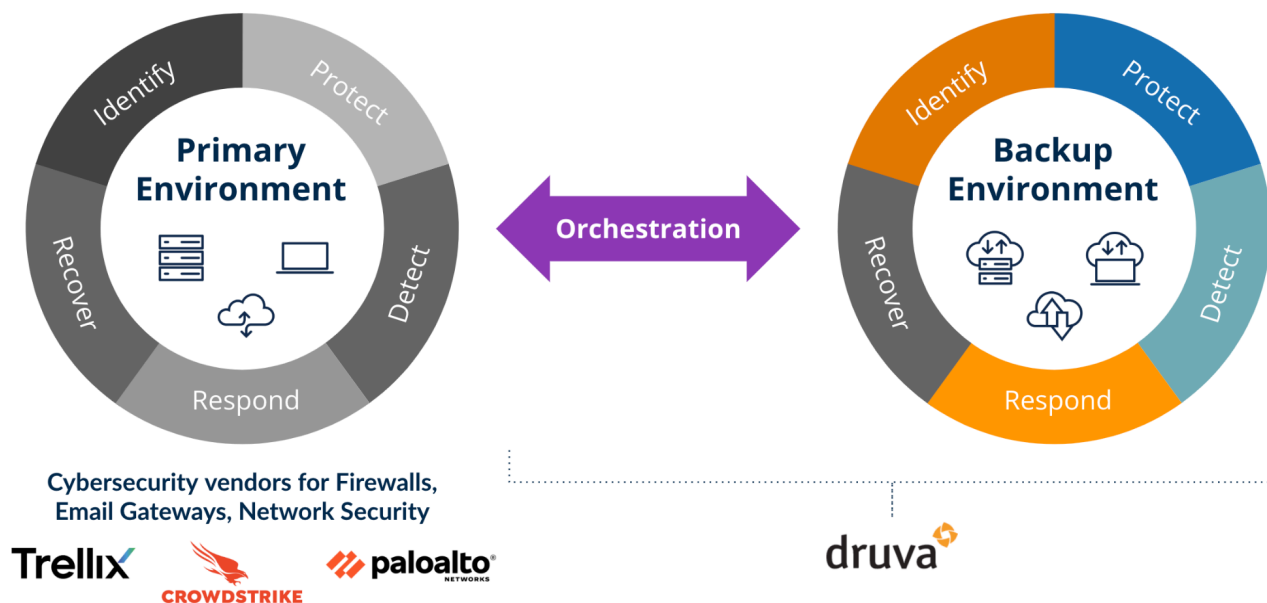 Identify
Protect
Detect
Respond
Recover
Primary
Environment
Orchestration
Identify
Protect
Detect
Respond
Recover
Backup
Environment
Cybersecurity vendors for Firewalls,
Email Gateways, Network Security
Trellix
CROWDSTRIKE
paloalto®
NETWORKS
druva